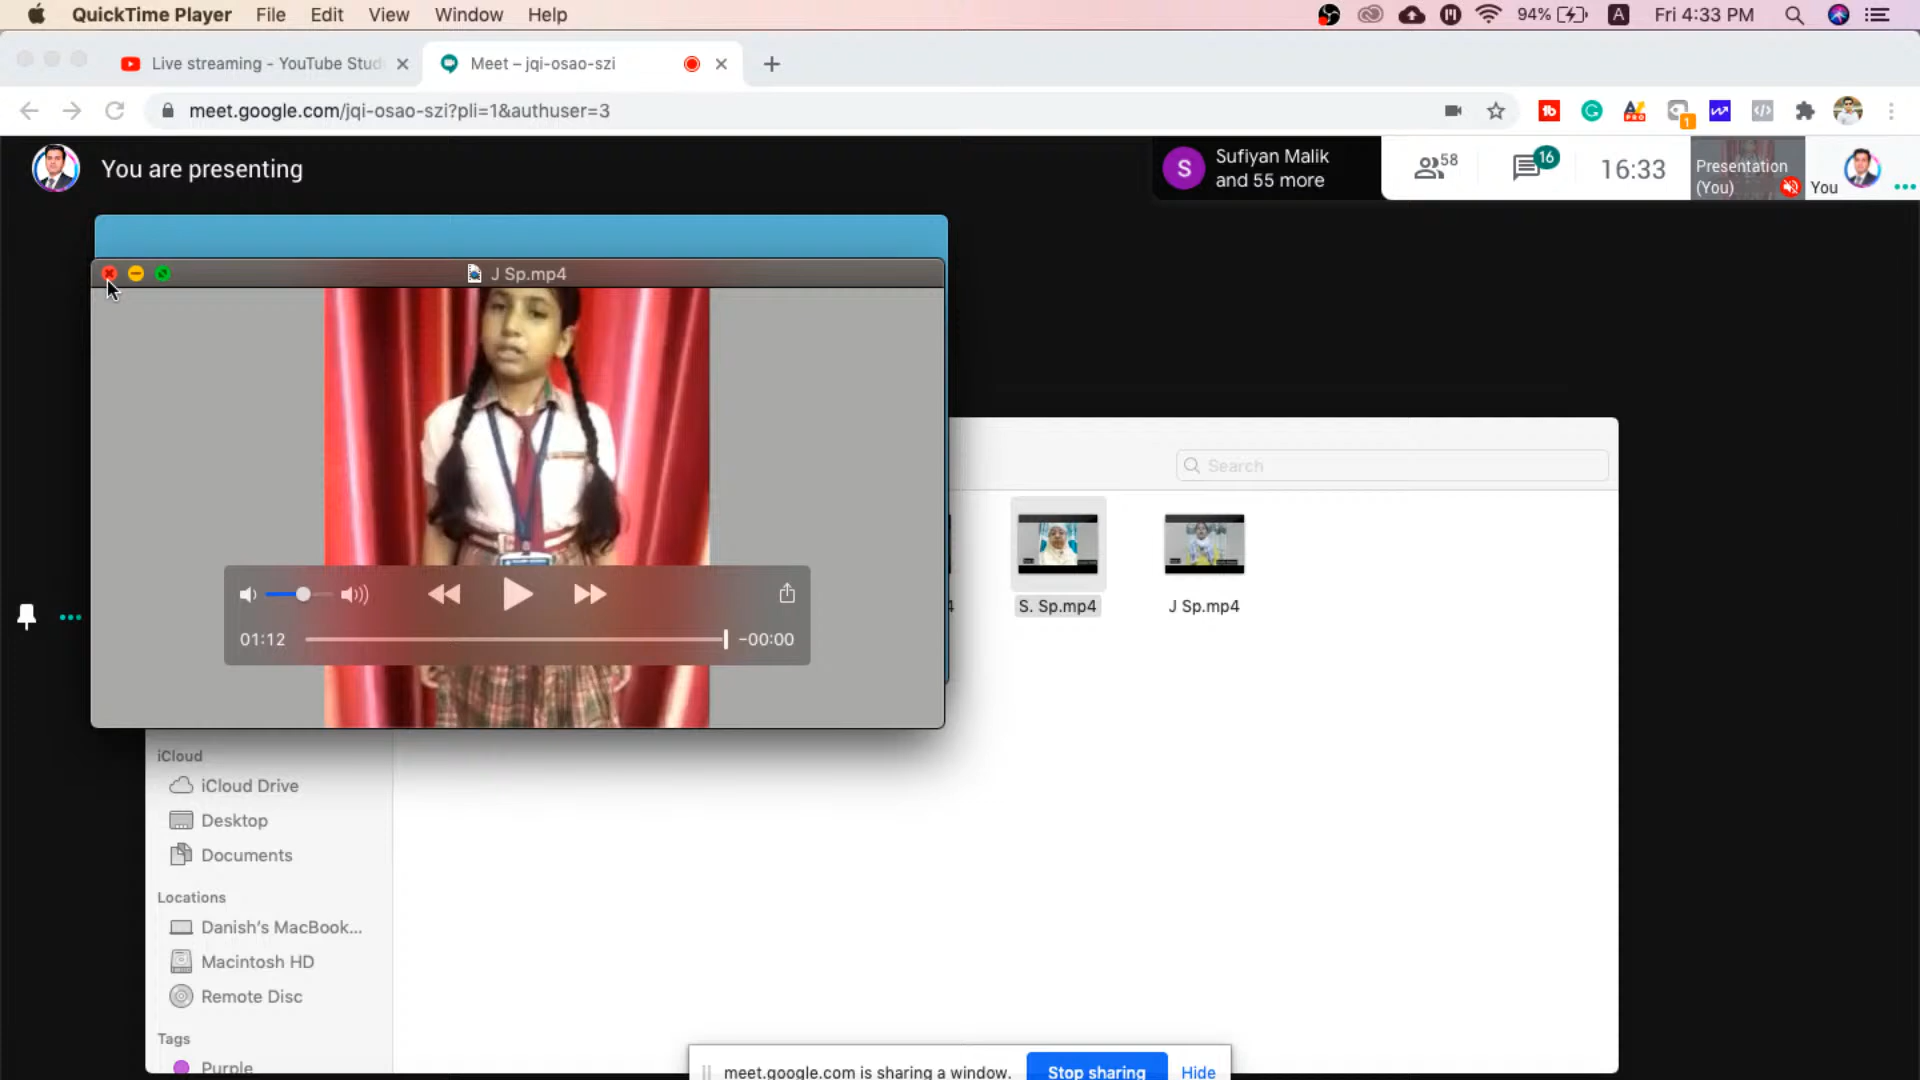 QuickTime Player File Edit View Window Help
94% A Fri 4:33 PM
Live streaming - YouTube Stud
Meet – jqi-osao-szi
meet.google.com/jqi-osao-szi?pli=1&authuser=3
1
You are presenting
S
Sufiyan Malik
and 55 more
58
16
16:33
Presentation
(You)
You
J Sp.mp4
Search
01:12
-00:00
4
S. Sp.mp4
J Sp.mp4
iCloud
iCloud Drive
Desktop
Documents
Locations
Danish's MacBook...
Macintosh HD
Remote Disc
Tags
Purple
meet.google.com is sharing a window.
Stop sharing
Hide